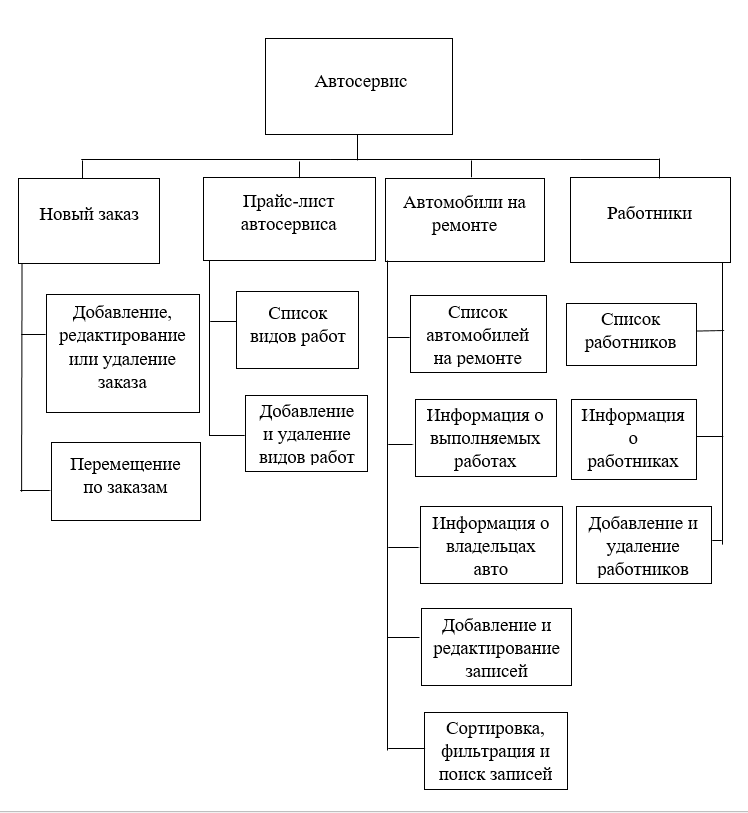 Автосервис
Новый заказ
Добавление,
редактирование
или удаление
заказа
Перемещение
по заказам
Прайс-лист
автосервиса
Список
видов работ
Добавление
и удаление
видов работ
Автомобили на
ремонте
Список
автомобилей
на ремонте
Информация о
выполняемых
работах
Информация о
владельцах
авто
Добавление и
редактирование
записей
Сортировка,
фильтрация и
поиск записей
Работники
Список
работников
Информация
о
работниках
Добавление и
удаление
работников